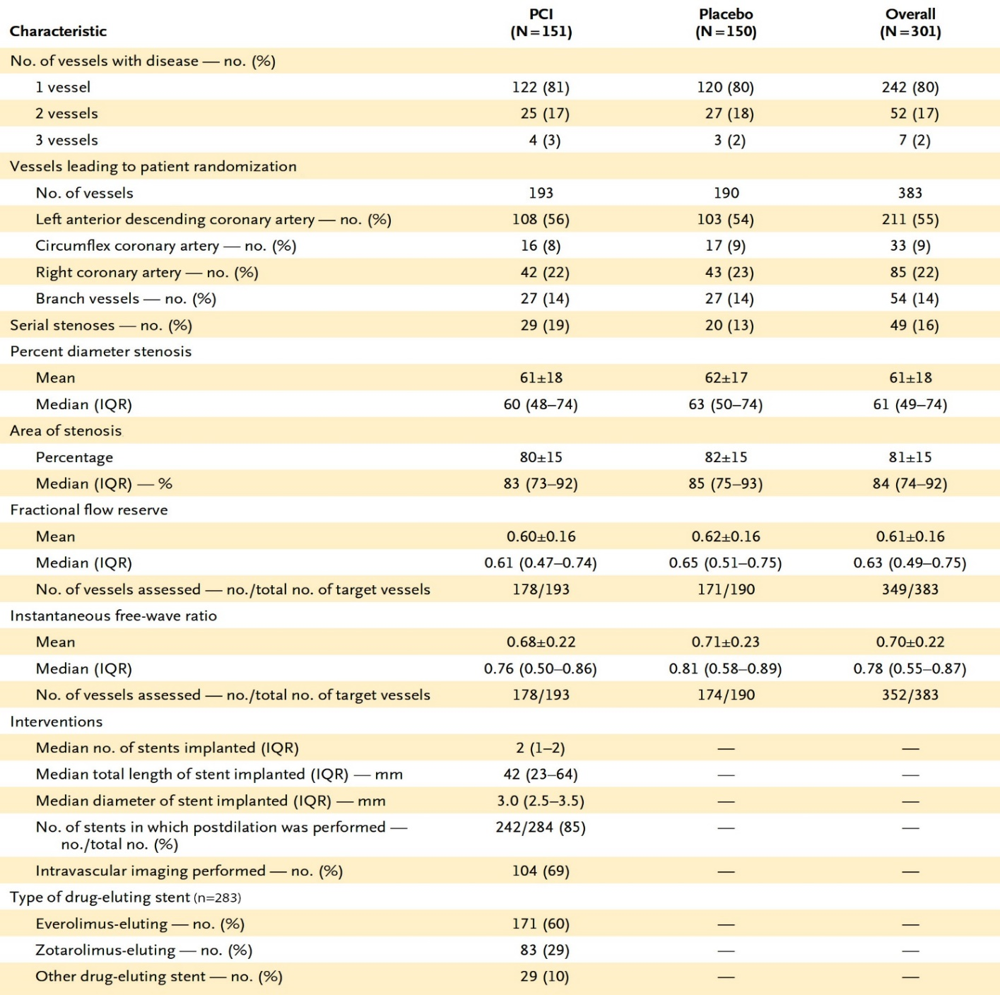 Characteristic PCI (N=151) Placebo (N=150) Overall (N=301)
No. of vessels with disease — no. (%)
1 vessel 122 (81) 120 (80) 242 (80)
2 vessels 25 (17) 27 (18) 52 (17)
3 vessels 4 (3) 3 (2) 7 (2)
Vessels leading to patient randomization
No. of vessels 193 190 383
Left anterior descending coronary artery — no. (%) 108 (56) 103 (54) 211 (55)
Circumflex coronary artery — no. (%) 16 (8) 17 (9) 33 (9)
Right coronary artery — no. (%) 42 (22) 43 (23) 85 (22)
Branch vessels — no. (%) 27 (14) 27 (14) 54 (14)
Serial stenoses — no. (%) 29 (19) 20 (13) 49 (16)
Percent diameter stenosis
Mean 61±18 62±17 61±18
Median (IQR) 60 (48–74) 63 (50–74) 61 (49–74)
Area of stenosis
Percentage 80±15 82±15 81±15
Median (IQR) — % 83 (73–92) 85 (75–93) 84 (74–92)
Fractional flow reserve
Mean 0.60±0.16 0.62±0.16 0.61±0.16
Median (IQR) 0.61 (0.47–0.74) 0.65 (0.51–0.75) 0.63 (0.49–0.75)
No. of vessels assessed — no./total no. of target vessels 178/193 171/190 349/383
Instantaneous free-wave ratio
Mean 0.68±0.22 0.71±0.23 0.70±0.22
Median (IQR) 0.76 (0.50–0.86) 0.81 (0.58–0.89) 0.78 (0.55–0.87)
No. of vessels assessed — no./total no. of target vessels 178/193 174/190 352/383
Interventions
Median no. of stents implanted (IQR) 2 (1–2) — —
Median total length of stent implanted (IQR) — mm 42 (23–64) — —
Median diameter of stent implanted (IQR) — mm 3.0 (2.5–3.5) — —
No. of stents in which postdilation was performed — 242/284 (85) — —
no./total no. (%)
Intravascular imaging performed — no. (%) 104 (69) — —
Type of drug-eluting stent (n=283)
Everolimus-eluting — no. (%) 171 (60) — —
Zotarolimus-eluting — no. (%) 83 (29) — —
Other drug-eluting stent — no. (%) 29 (10) — —